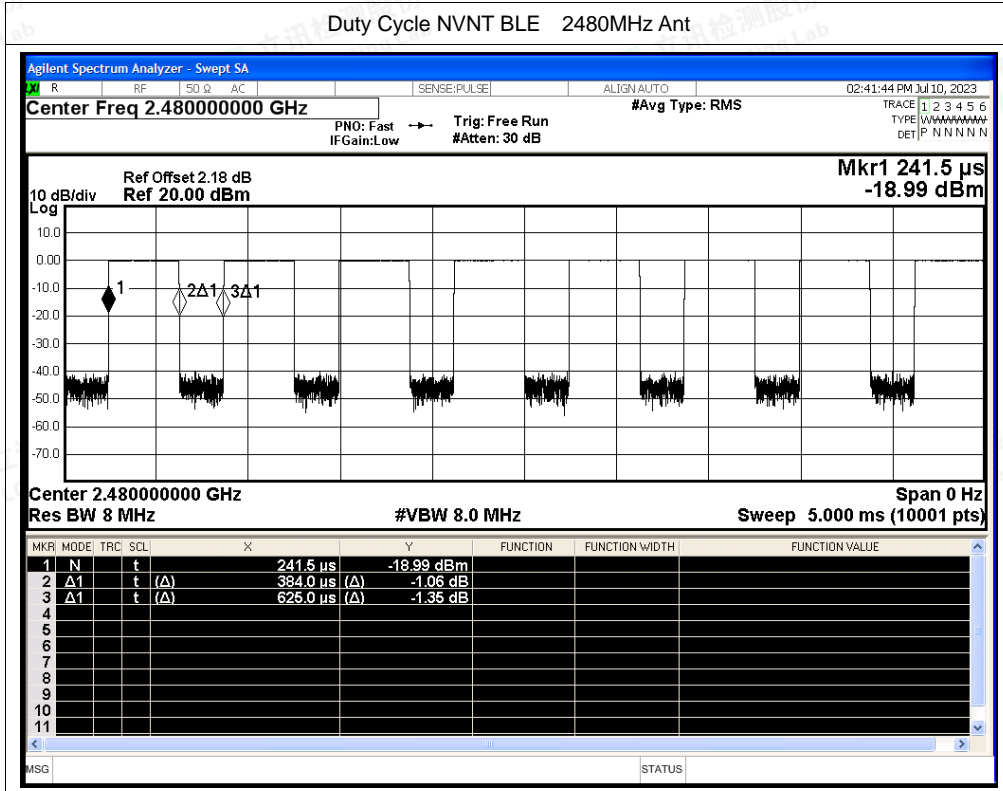 Duty Cycle NVNT BLE 2480MHz Ant
Agilent Spectrum Analyzer - Swept SA
R RF 50 Ω AC SENSE:PULSE ALIGN AUTO 02:41:44 PM Jul 10, 2023
Center Freq 2.480000000 GHz
PNO: Fast
IFGain:Low
Trig: Free Run
#Atten: 30 dB
#Avg Type: RMS
TRACE 1 2 3 4 5 6
TYPE WWWWWW
DET P N N N N N
Mkr1 241.5 µs
-18.99 dBm
Ref Offset 2.18 dB
10 dB/div Ref 20.00 dBm
Log
10.0
0.00
-10.0
-20.0
-30.0
-40.0
-50.0
-60.0
-70.0
1 2Δ1 3Δ1
Center 2.480000000 GHz Span 0 Hz
Res BW 8 MHz #VBW 8.0 MHz Sweep 5.000 ms (10001 pts)
MKR MODE TRC SCL X Y FUNCTION FUNCTION WIDTH FUNCTION VALUE
1 N t 241.5 µs -18.99 dBm
2 Δ1 t (Δ) 384.0 µs (Δ) -1.06 dB
3 Δ1 t (Δ) 625.0 µs (Δ) -1.35 dB
4
5
6
7
8
9
10
11
MSG STATUS